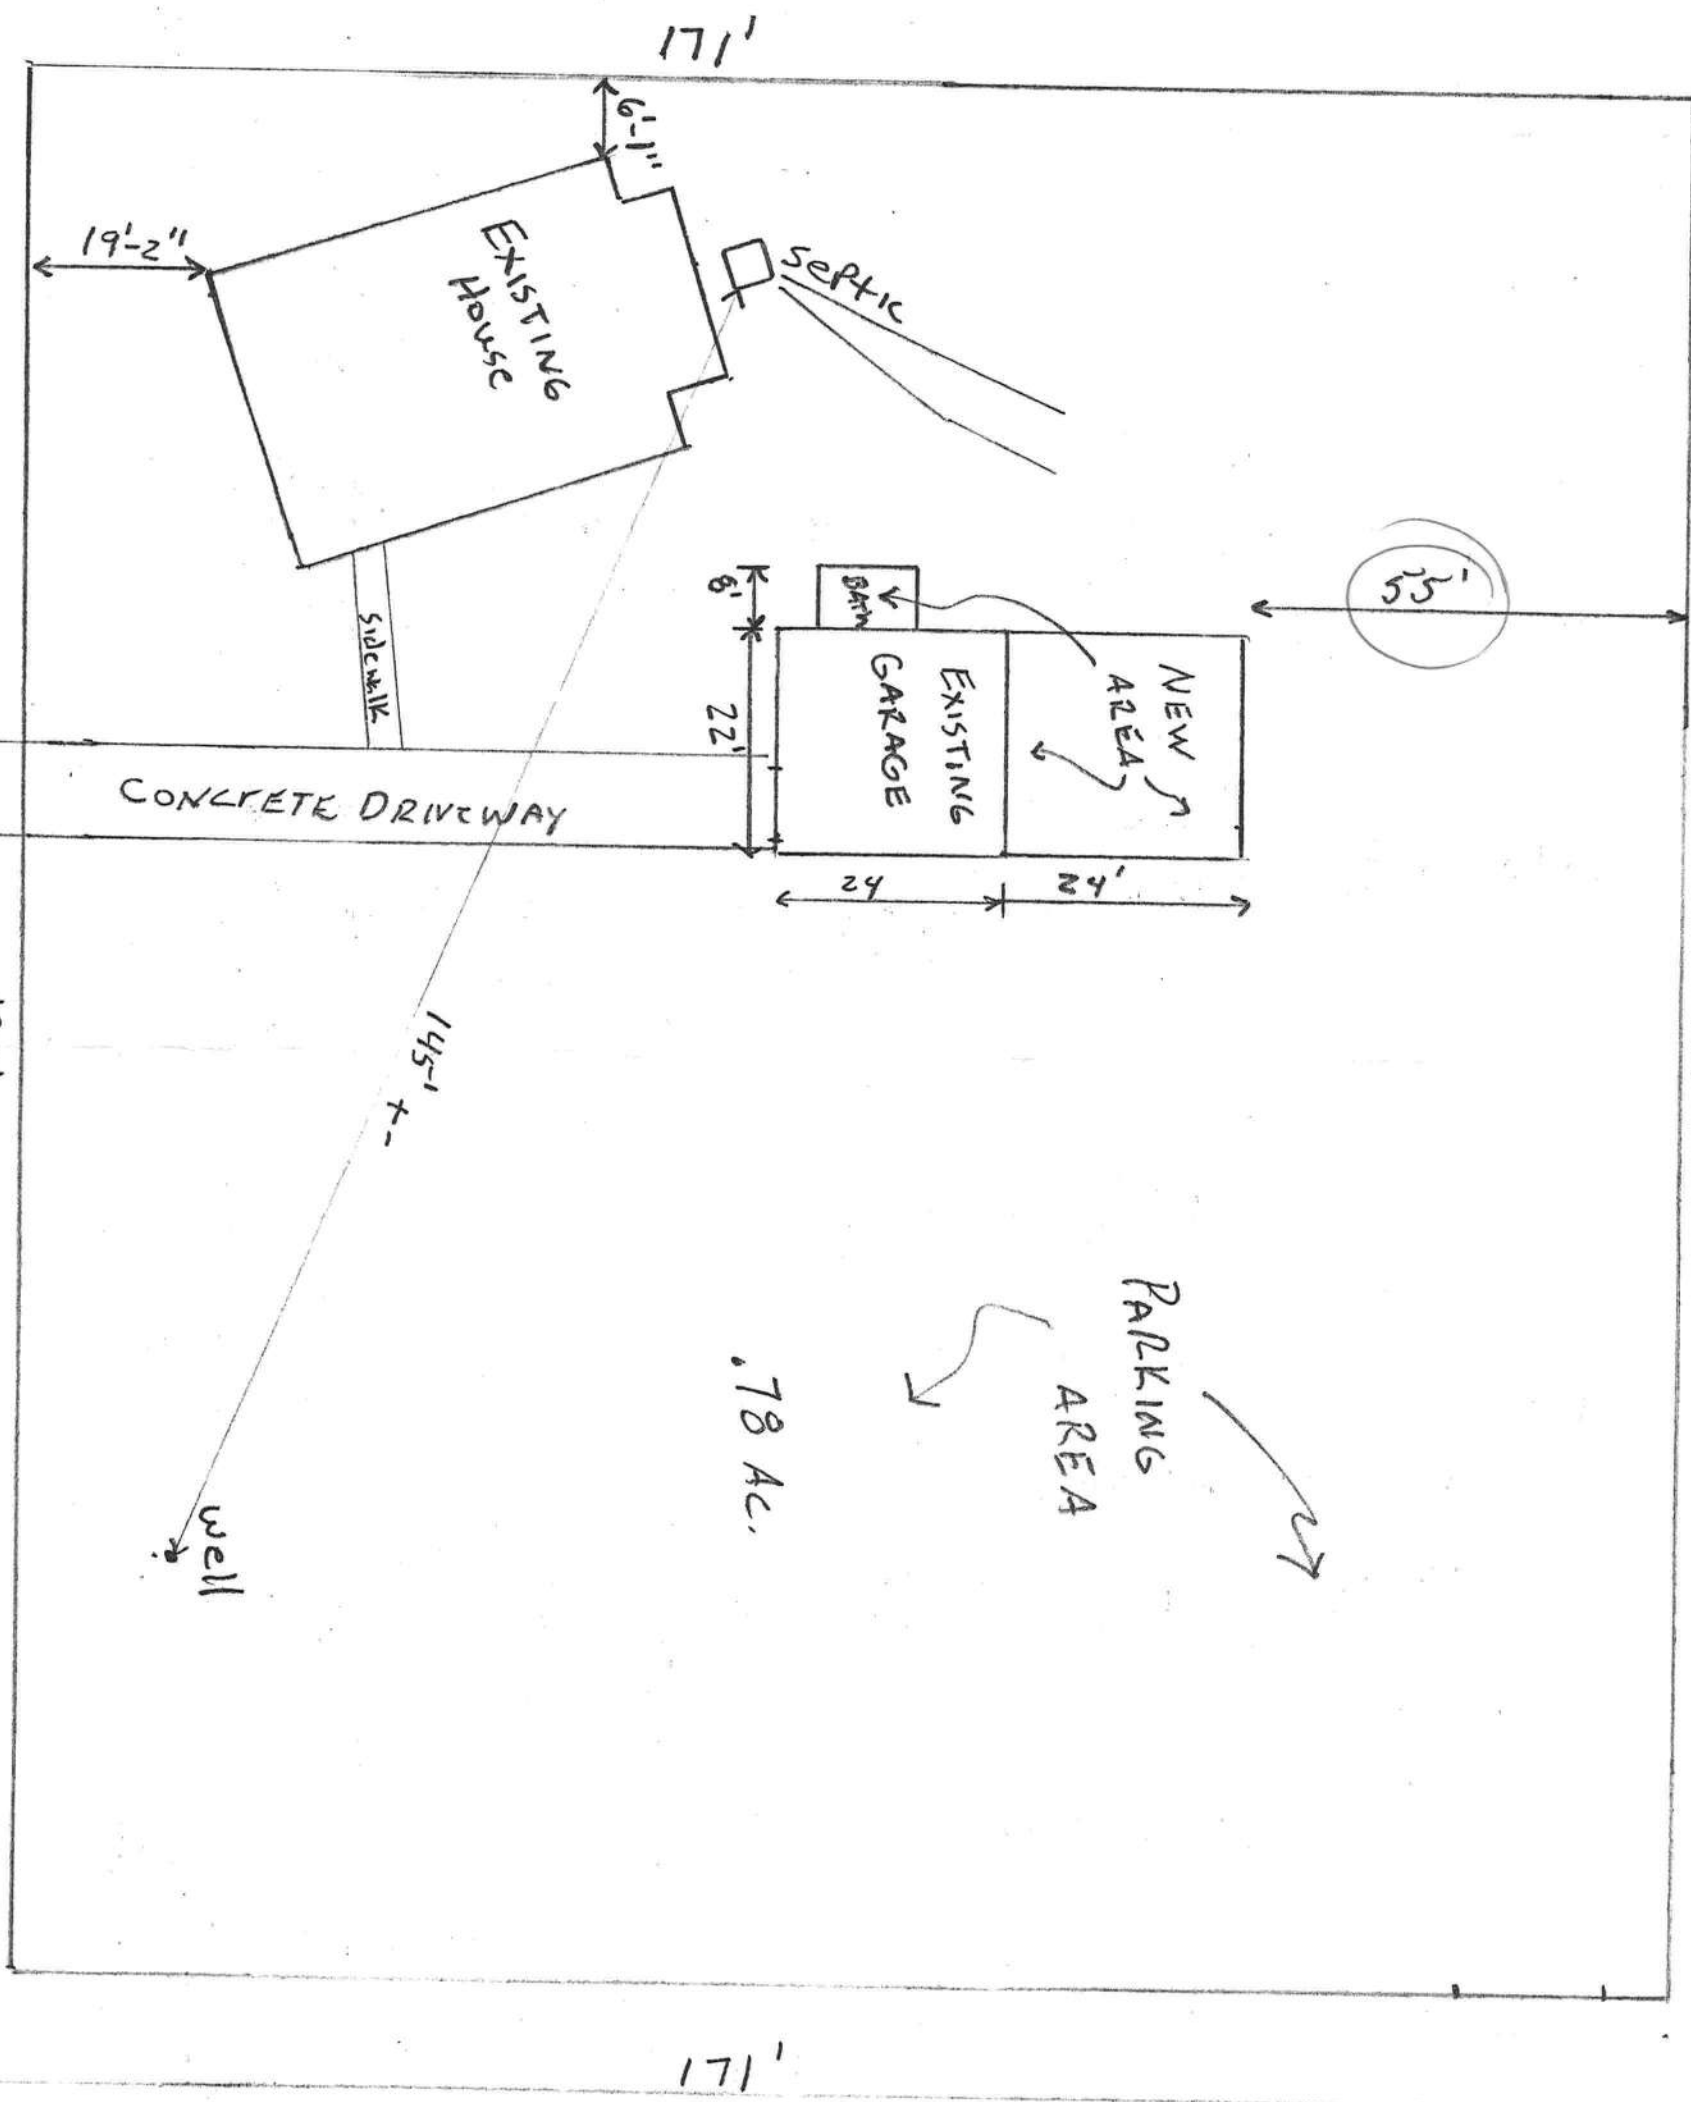 171'
6'-1"
19'-2"
EXISTING
House
Septic
55'
8'
BATH
NEW
AREA
EXISTING
GARAGE
22'
Sidewalk
CONCRETE DRIVEWAY
24
24'
145-1
+-
PARKING
AREA
.78 AC.
well
171'